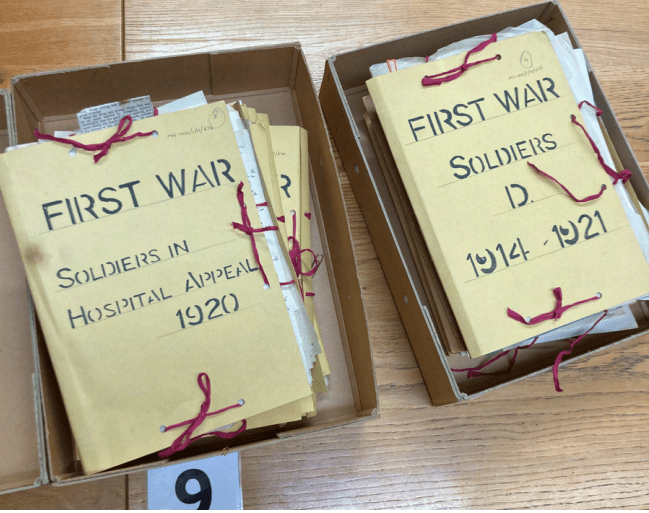 FIRST WAR
SOLDIERS IN
HOSPITAL APPEAL
1920
R
9
FIRST WAR
SOLDIERS
D.
1914 - 1921